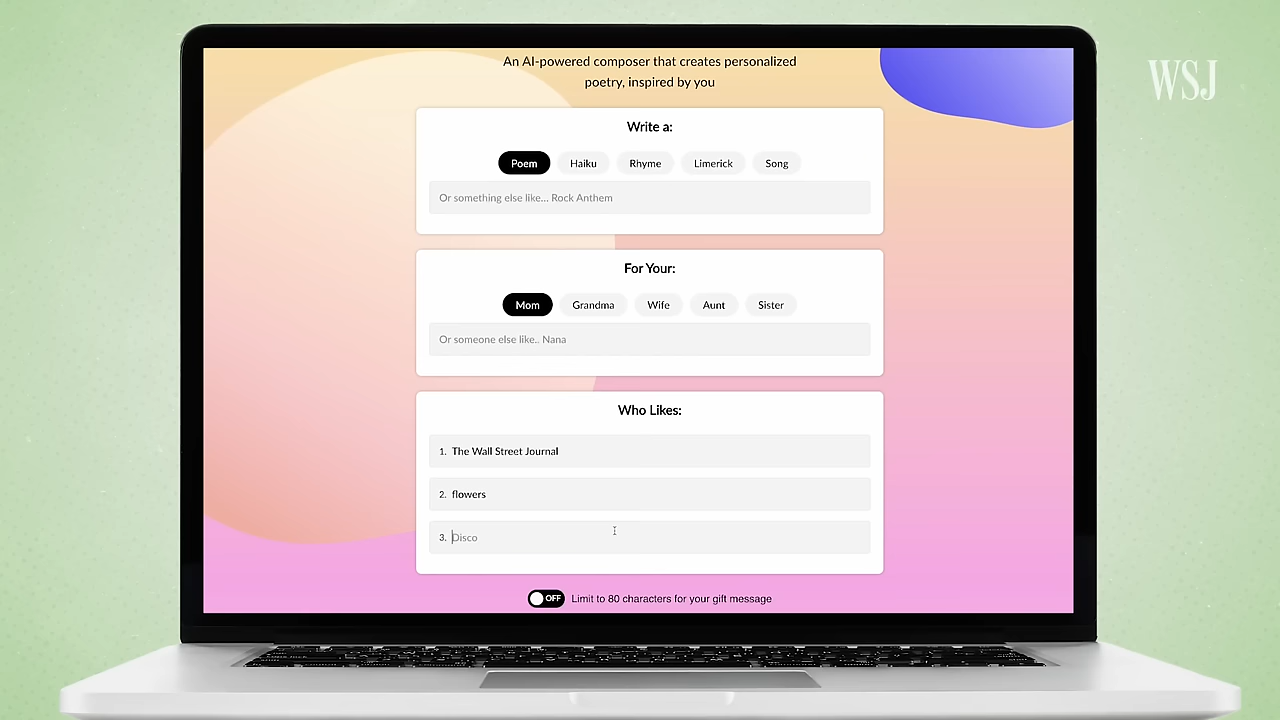 An AI-powered composer that creates personalized
poetry, inspired by you
WSJ
Write a:
Poem Haiku Rhyme Limerick Song
Or something else like... Rock Anthem
For Your:
Mom Grandma Wife Aunt Sister
Or someone else like.. Nana
Who Likes:
1. The Wall Street Journal
2. flowers
3. Disco
OFF Limit to 80 characters for your gift message